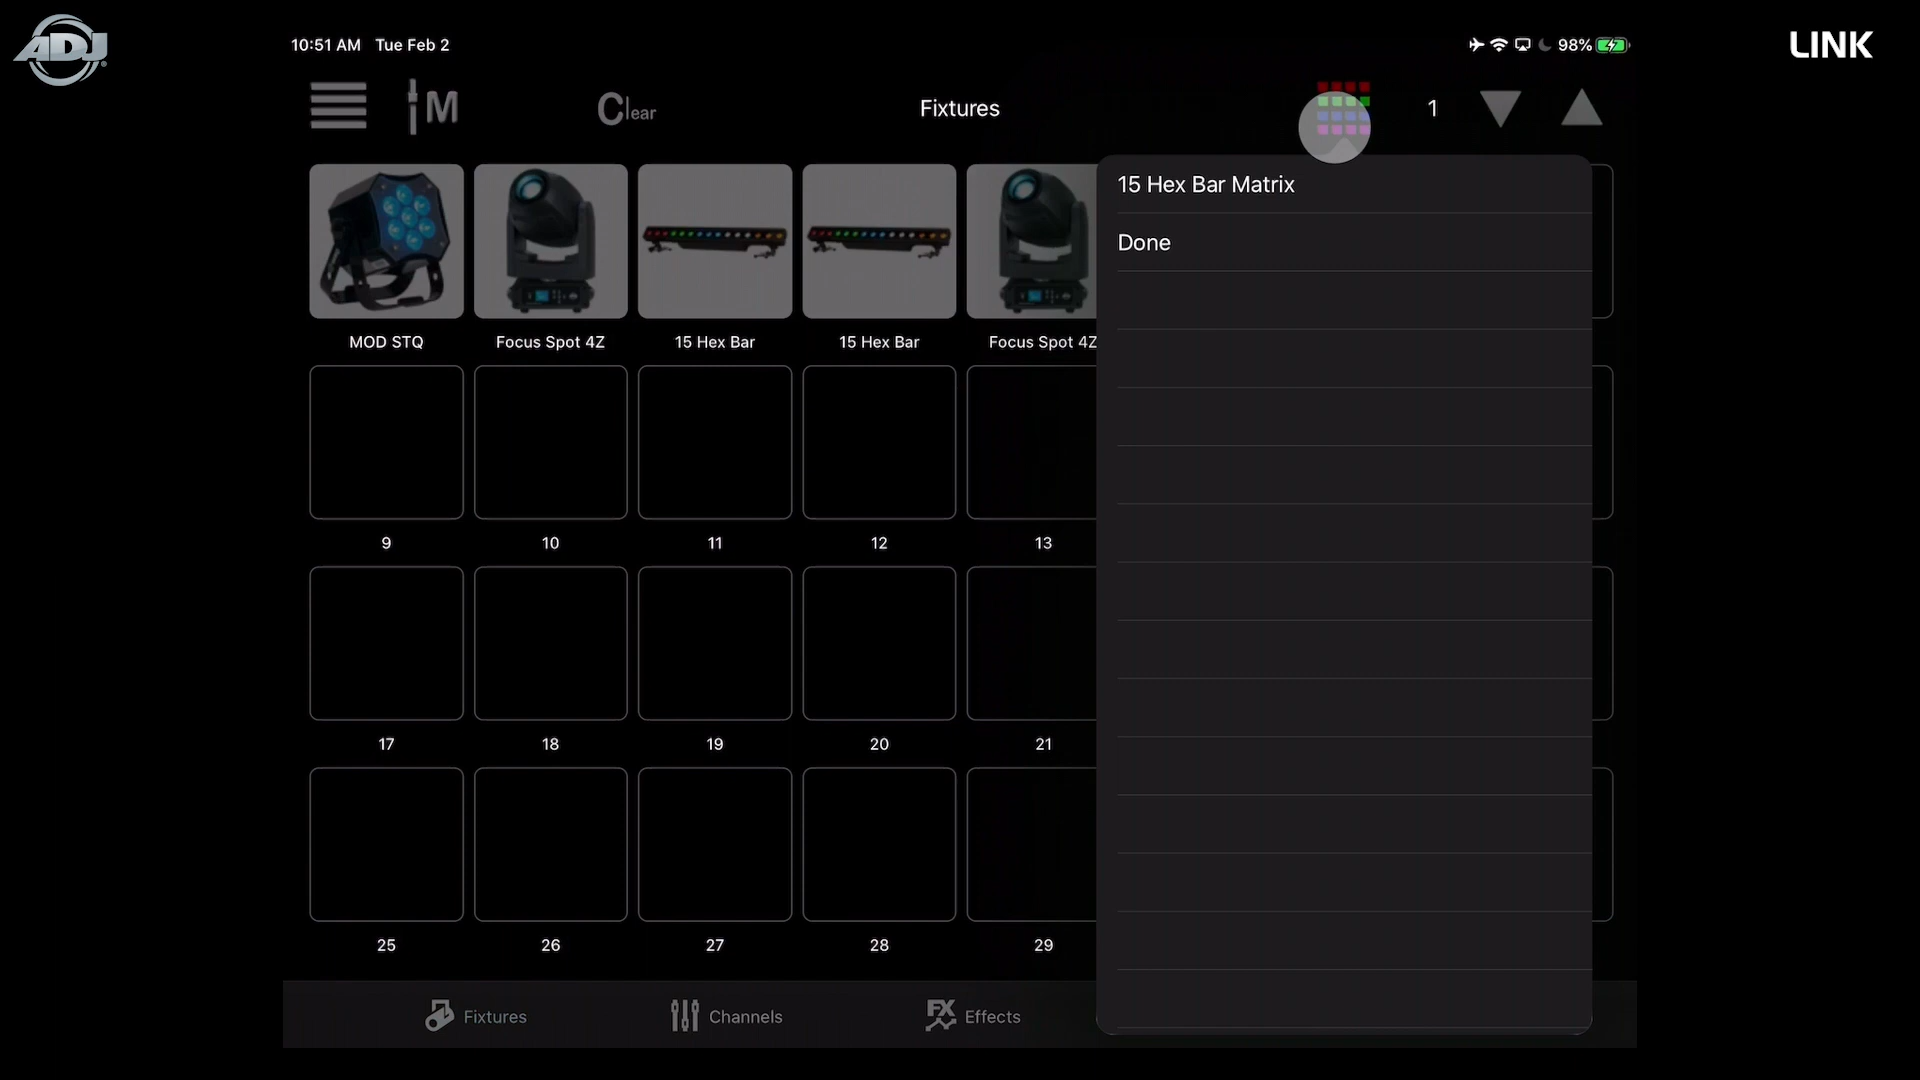 ADJ
10:51 AM Tue Feb 2
98%
LINK
M
Clear
Fixtures
1
15 Hex Bar Matrix
Done
MOD STQ
Focus Spot 4Z
15 Hex Bar
15 Hex Bar
Focus Spot 4Z
9
10
11
12
13
17
18
19
20
21
25
26
27
28
29
Fixtures
Channels
FX
Effects